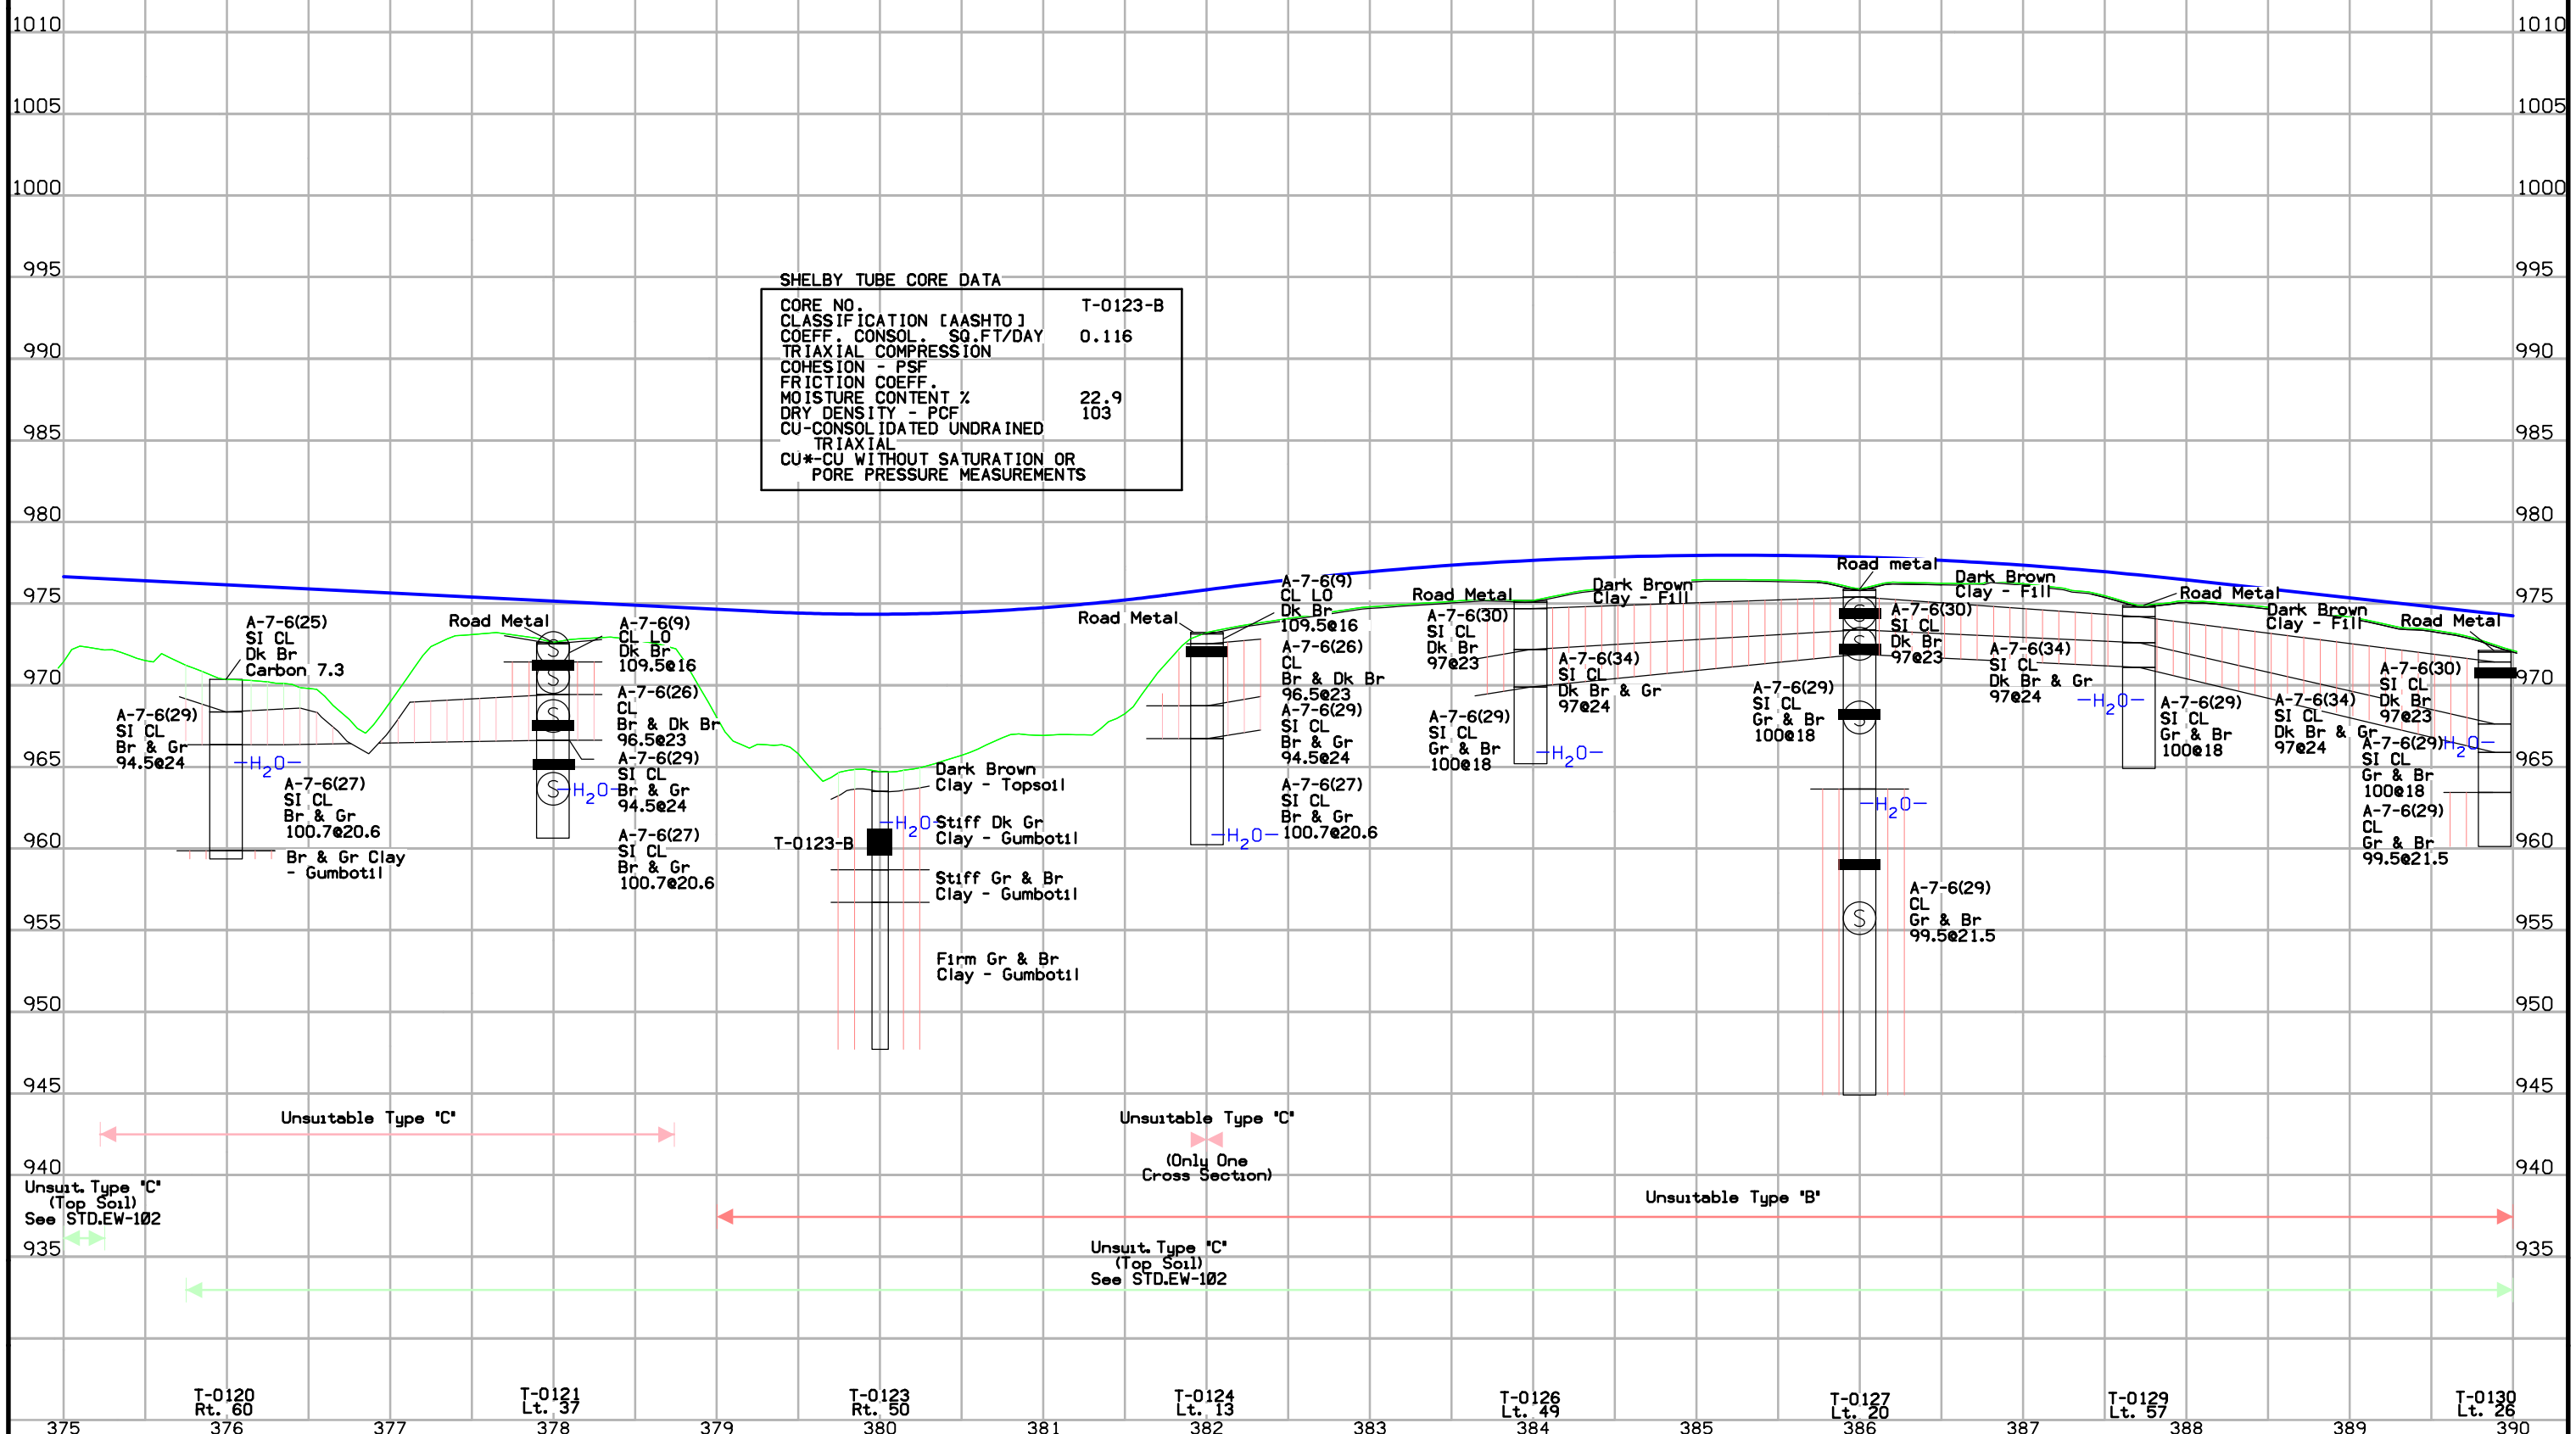 1010
1010
1005
1005
1000
1000
995
995
990
990
985
985
980
980
975
975
970
970
965
965
960
960
955
955
950
950
945
945
940
940
935
935
SHELBY TUBE CORE DATA
CORE NO. T-0123-B
CLASSIFICATION [AASHTO]
COEFF. CONSOL. SQ.FT/DAY 0.116
TRIAXIAL COMPRESSION
COHESION - PSF
FRICTION COEFF.
MOISTURE CONTENT % 22.9
DRY DENSITY - PCF 103
CU-CONSOLIDATED UNDRAINED
TRIAXIAL
CU*-CU WITHOUT SATURATION OR
PORE PRESSURE MEASUREMENTS
A-7-6(25)
SI CL
Dk Br
Carbon 7.3
A-7-6(29)
SI CL
Br & Gr
94.5@24
H2O
A-7-6(27)
SI CL
Br & Gr
100.7@20.6
Br & Gr Clay
- Gumbotil
Road Metal
S
S
S
S
A-7-6(9)
CL LO
Dk Br
109.5@16
A-7-6(26)
CL
Br & Dk Br
96.5@23
A-7-6(29)
SI CL
Br & Gr
94.5@24
H2O
A-7-6(27)
SI CL
Br & Gr
100.7@20.6
Dark Brown
Clay - Topsoil
H2O
Stiff Dk Gr
Clay - Gumbotil
T-0123-B
Stiff Gr & Br
Clay - Gumbotil
Firm Gr & Br
Clay - Gumbotil
Road Metal
A-7-6(9)
CL LO
Dk Br
109.5@16
A-7-6(26)
CL
Br & Dk Br
96.5@23
A-7-6(29)
SI CL
Br & Gr
94.5@24
A-7-6(27)
SI CL
Br & Gr
100.7@20.6
H2O
Road Metal
A-7-6(30)
SI CL
Dk Br
97@23
Dark Brown
Clay - Fill
A-7-6(34)
SI CL
Dk Br & Gr
97@24
A-7-6(29)
SI CL
Gr & Br
100@18
H2O
Road metal
S
S
S
S
A-7-6(30)
SI CL
Dk Br
97@23
A-7-6(29)
SI CL
Gr & Br
100@18
H2O
A-7-6(29)
CL
Gr & Br
99.5@21.5
Dark Brown
Clay - Fill
A-7-6(34)
SI CL
Dk Br & Gr
97@24
Road Metal
H2O
A-7-6(29)
SI CL
Gr & Br
100@18
Dark Brown
Clay - Fill
Road Metal
A-7-6(30)
SI CL
Dk Br
97@23
A-7-6(34)
SI CL
Dk Br & Gr
97@24
H2O
A-7-6(29)
SI CL
Gr & Br
100@18
A-7-6(29)
CL
Gr & Br
99.5@21.5
Unsuitable Type "C"
Unsuitable Type "C"
(Only One
Cross Section)
Unsuit. Type "C"
(Top Soil)
See STD.EW-102
Unsuitable Type "B"
Unsuit. Type "C"
(Top Soil)
See STD.EW-102
T-0120
Rt. 60
T-0121
Lt. 37
T-0123
Rt. 50
T-0124
Lt. 13
T-0126
Lt. 49
T-0127
Lt. 20
T-0129
Lt. 57
T-0130
Lt. 26
375 376 377 378 379 380 381 382 383 384 385 386 387 388 389 390